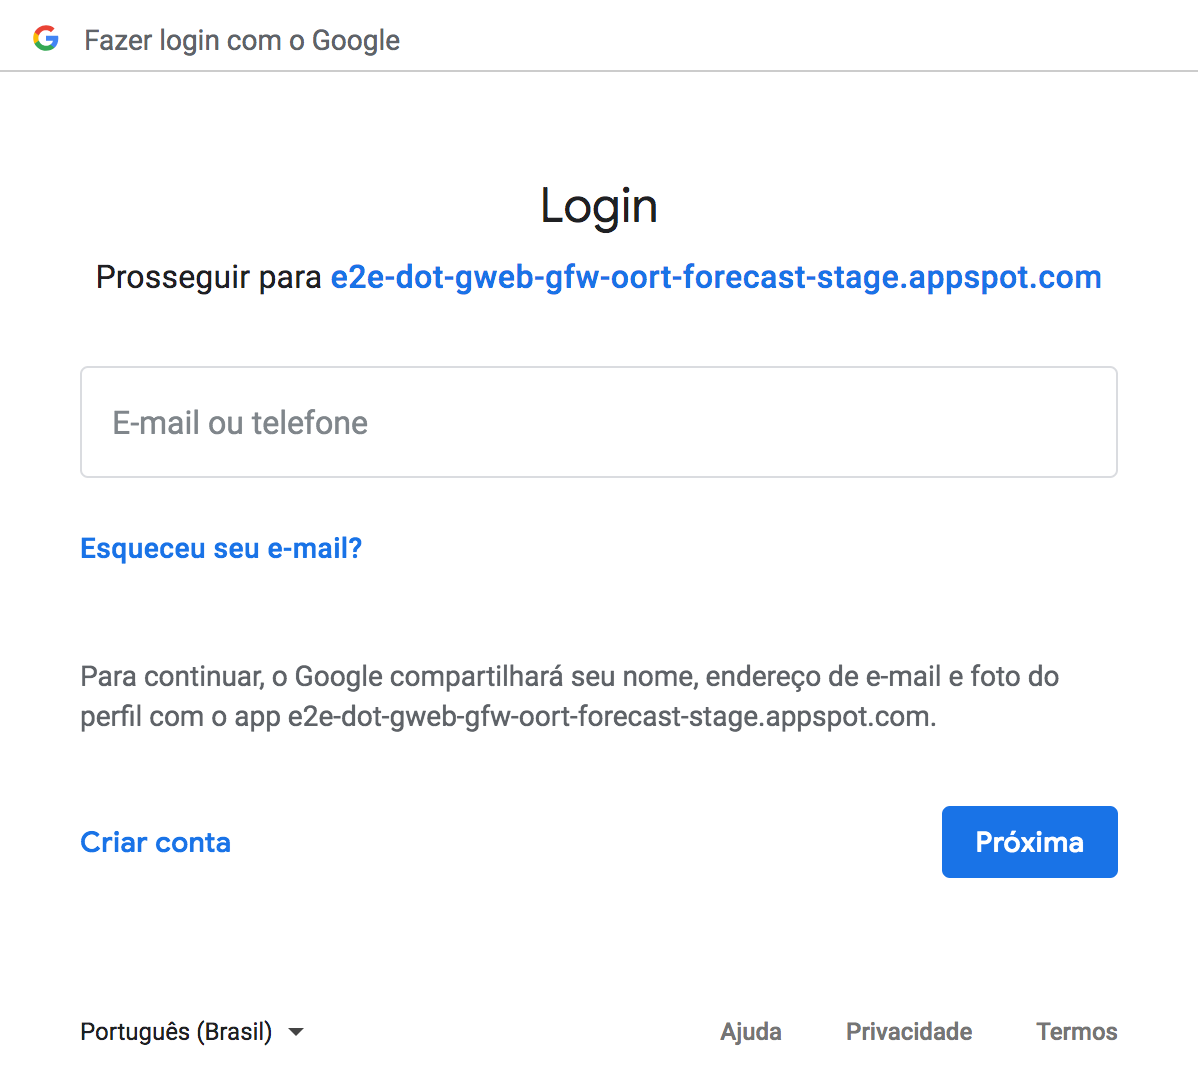 Fazer login com o Google
Login
Prosseguir para e2e-dot-gweb-gfw-oort-forecast-stage.appspot.com
E-mail ou telefone
Esqueceu seu e-mail?
Para continuar, o Google compartilhará seu nome, endereço de e-mail e foto do
perfil com o app e2e-dot-gweb-gfw-oort-forecast-stage.appspot.com.
Criar conta
Próxima
Português (Brasil)
Ajuda
Privacidade
Termos